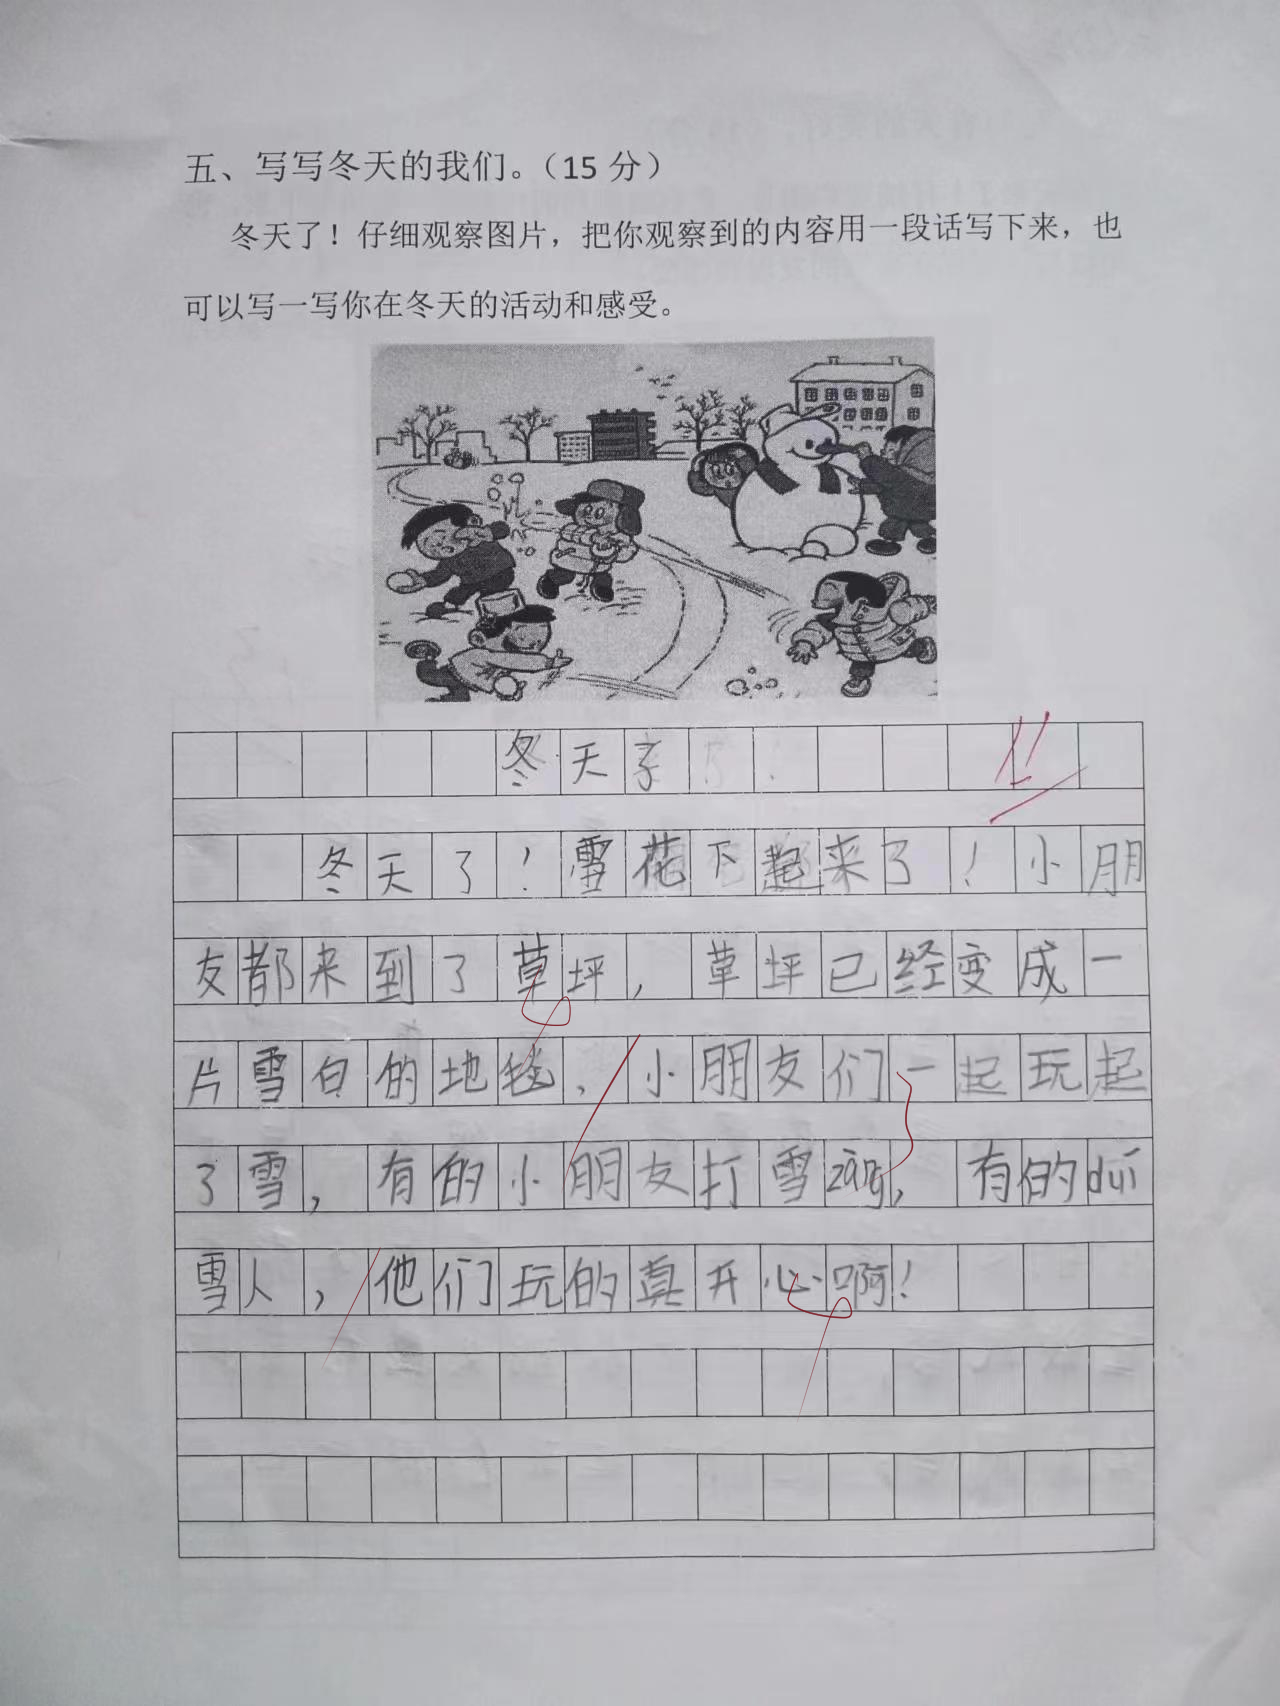 五、写写冬天的我们。（15 分）
冬天了！仔细观察图片，把你观察到的内容用一段话写下来，也
可以写一写你在冬天的活动和感受。
冬天
11
冬天了！雪花下起来了！小朋
友都来到了草坪，草坪已经变成一
片雪白的地毯，小朋友们一起玩起
了雪，有的小朋友打雪zàng，有的duī
雪人，他们玩的真开心啊！